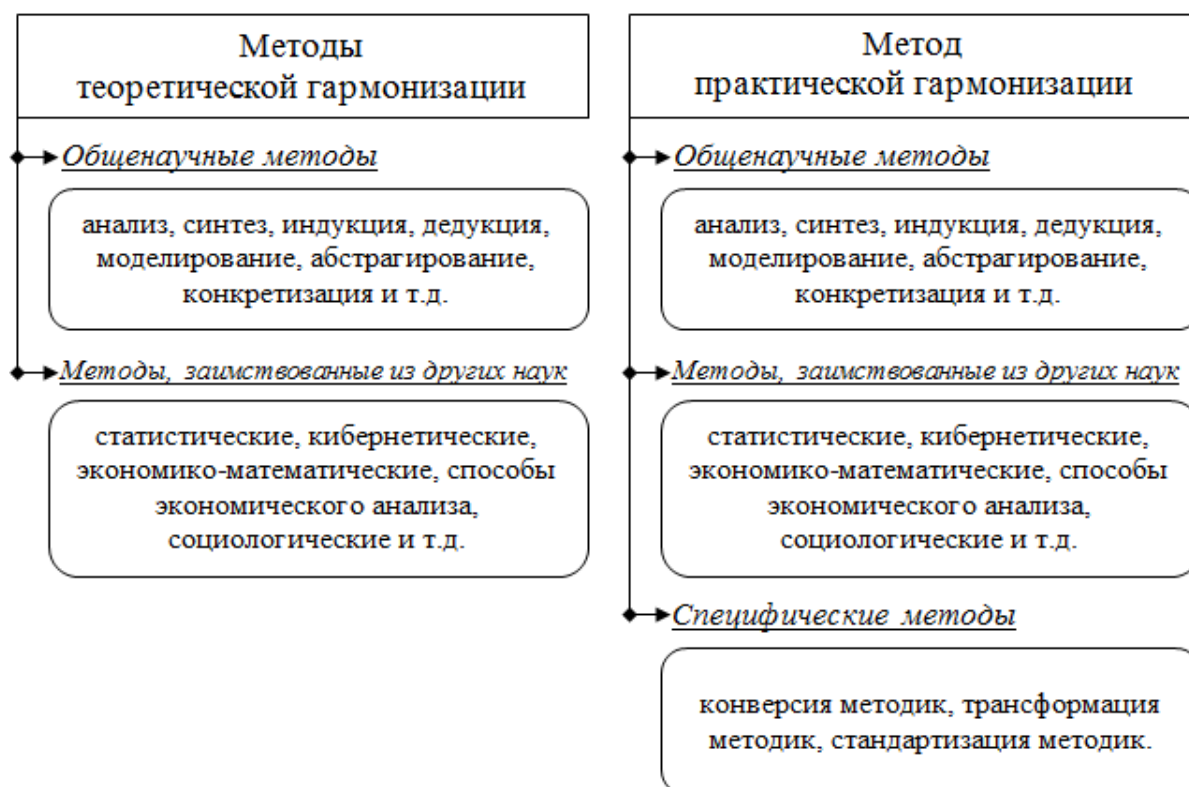 Методы
теоретической гармонизации
Общенаучные методы
анализ, синтез, индукция, дедукция,
моделирование, абстрагирование,
конкретизация и т.д.
Методы, заимствованные из других наук
статистические, кибернетические,
экономико-математические, способы
экономического анализа,
социологические и т.д.
Метод
практической гармонизации
Общенаучные методы
анализ, синтез, индукция, дедукция,
моделирование, абстрагирование,
конкретизация и т.д.
Методы, заимствованные из других наук
статистические, кибернетические,
экономико-математические, способы
экономического анализа,
социологические и т.д.
Специфические методы
конверсия методик, трансформация
методик, стандартизация методик.